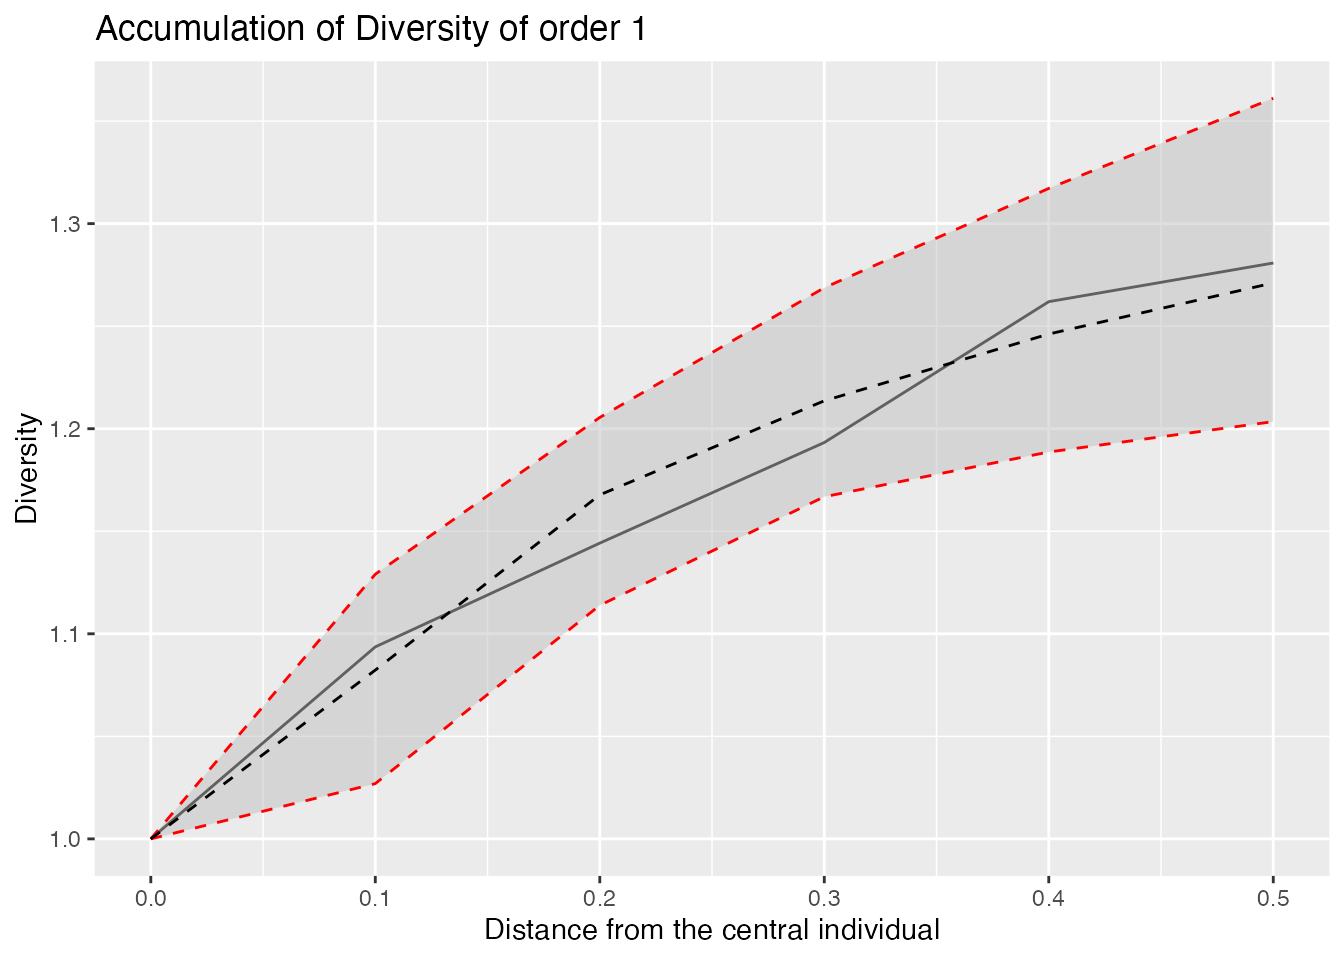 Accumulation of Diversity of order 1
Diversity
1.3
1.2
1.1
1.0
0.0 0.1 0.2 0.3 0.4 0.5
Distance from the central individual